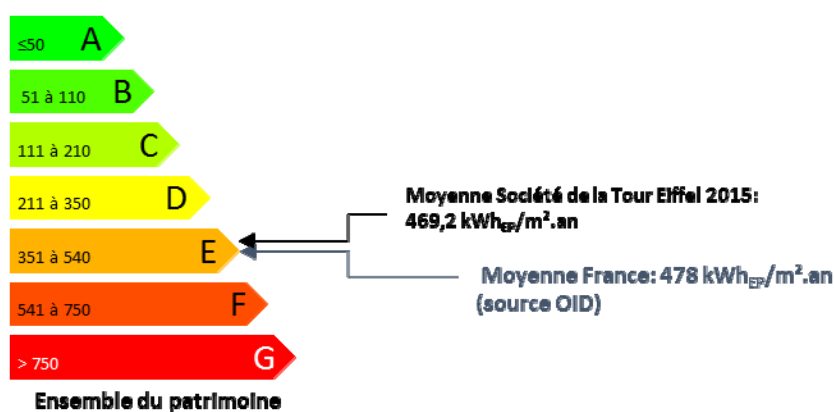 ≤50 A
51 à 110 B
111 à 210 C
211 à 350 D
Moyenne Société de la Tour Eiffel 2015:
469,2 kWhEP/m².an
351 à 540 E
Moyenne France: 478 kWhEP/m².an
(source OID)
541 à 750 F
> 750 G
Ensemble du patrimoine